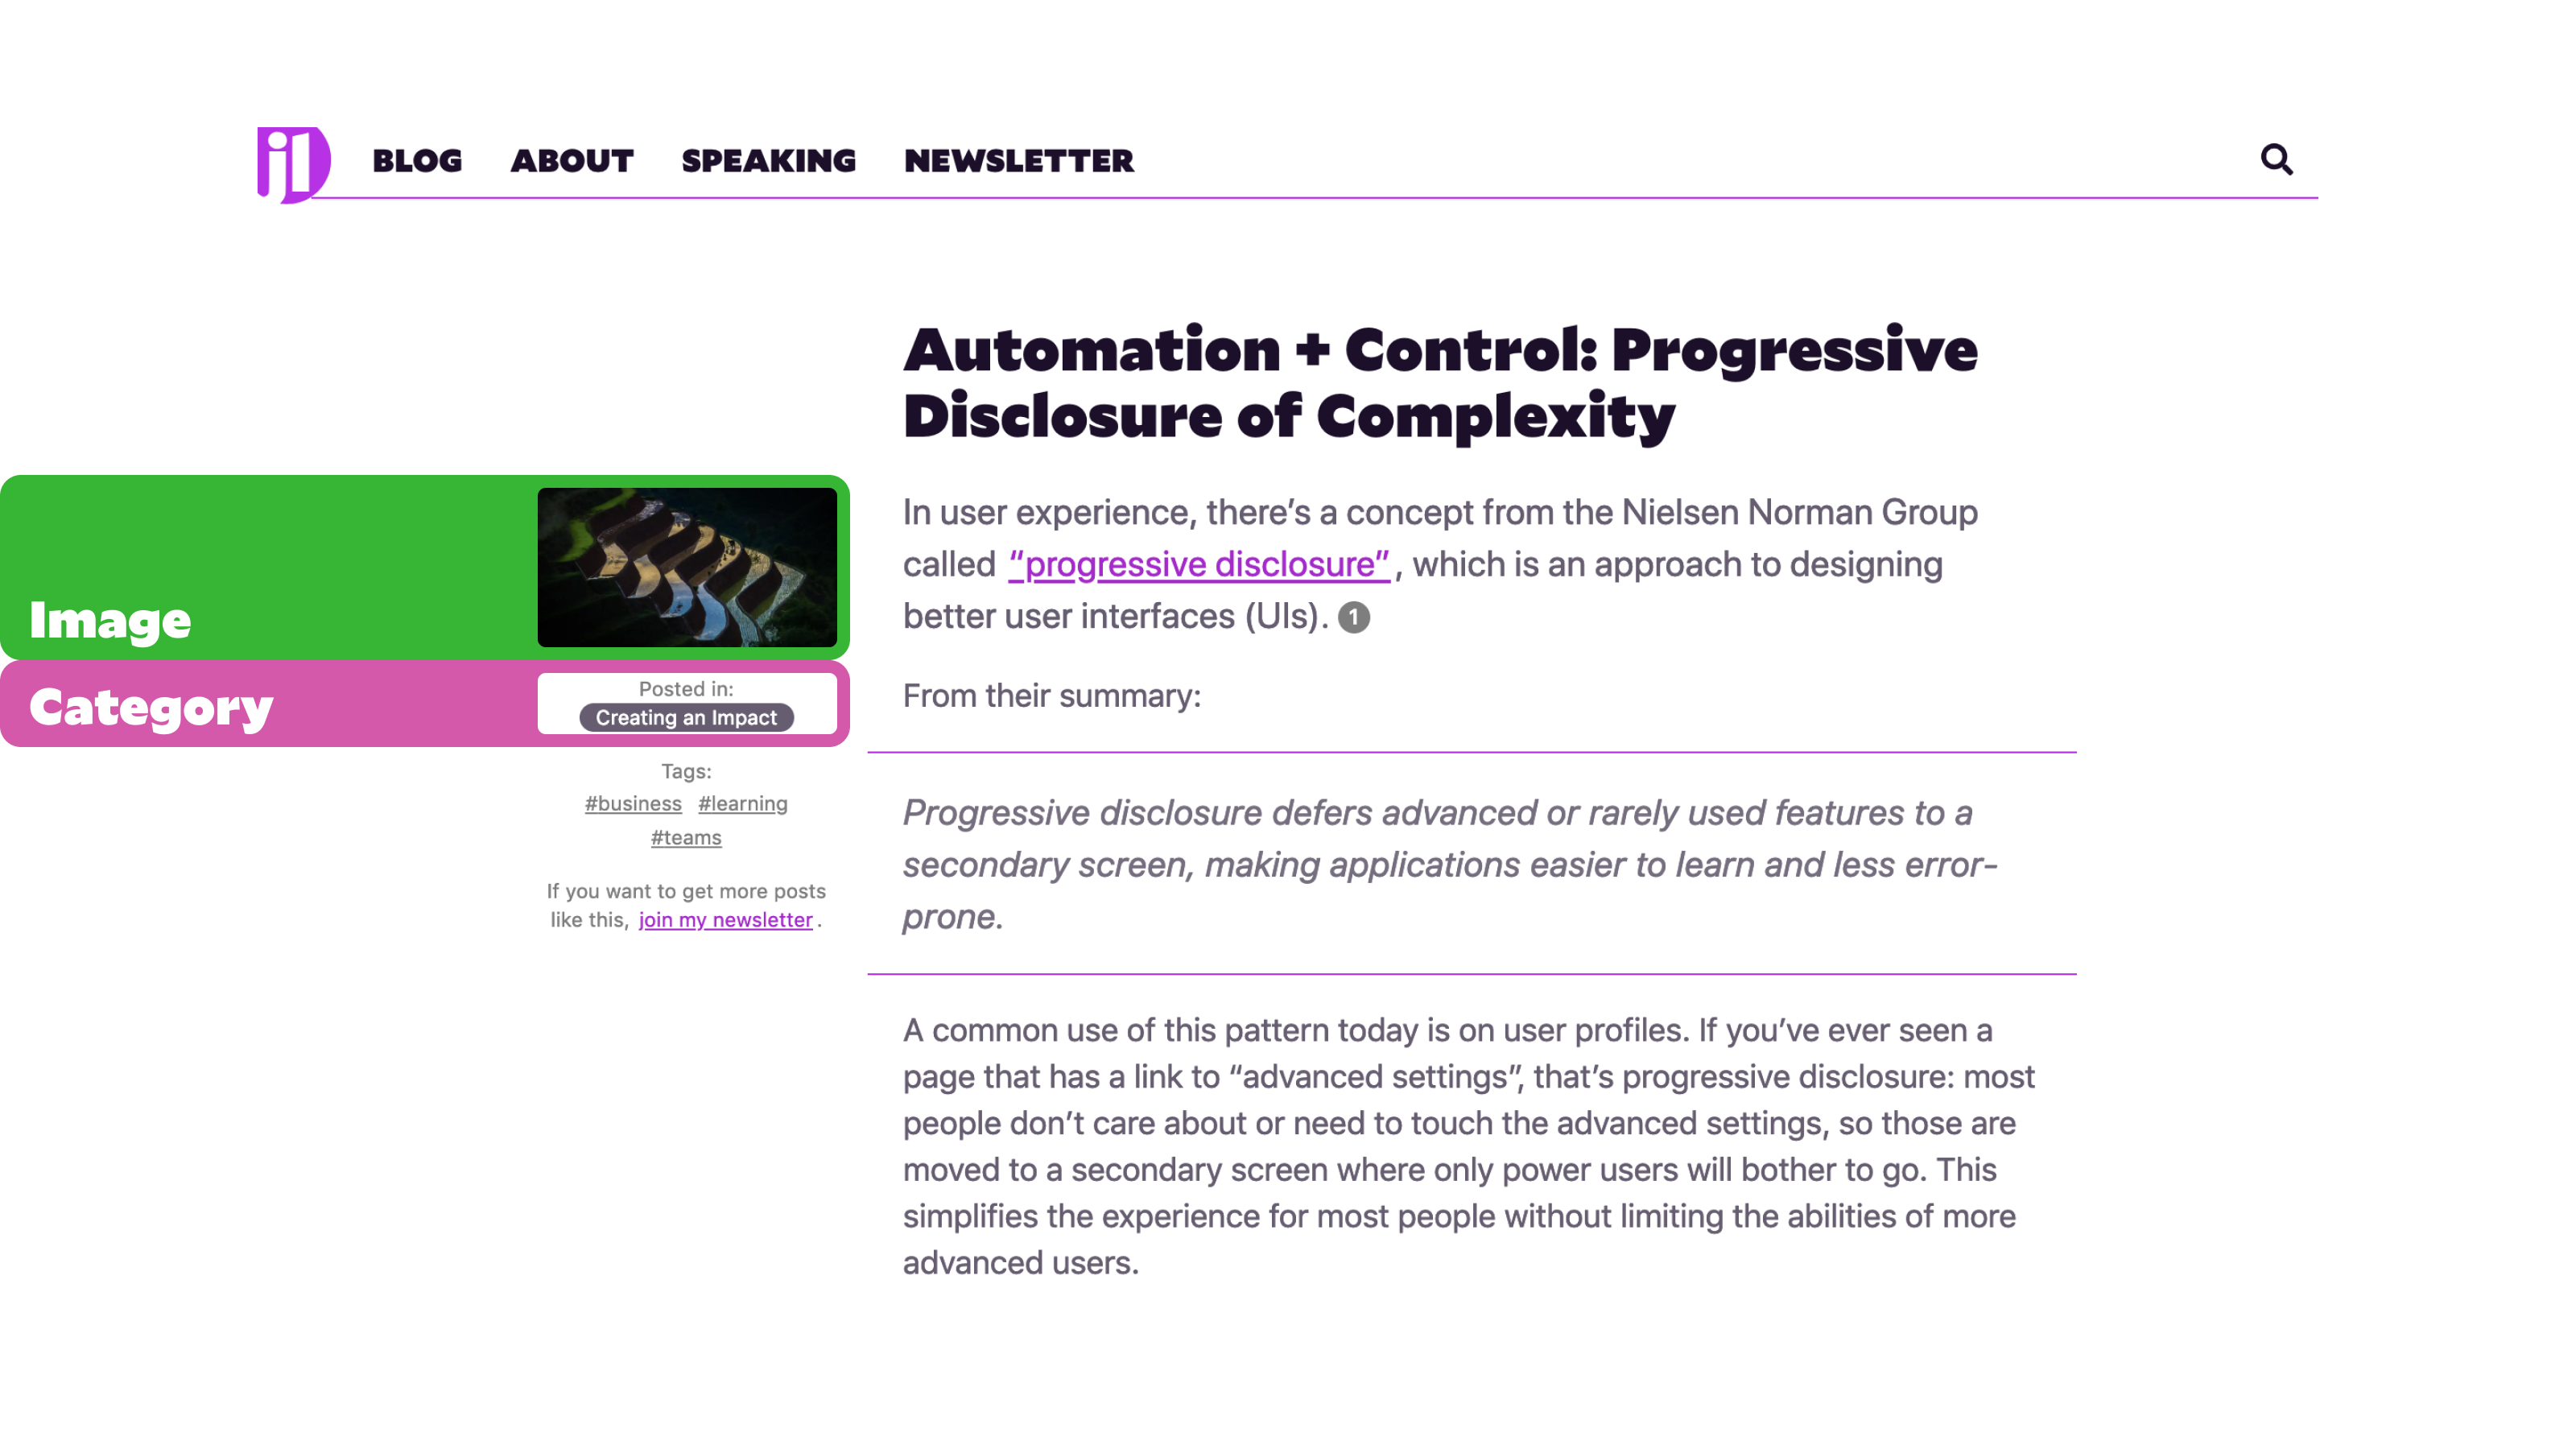 jl
BLOG ABOUT SPEAKING NEWSLETTER
Automation + Control: Progressive
Disclosure of Complexity
Image
Category
Posted in:
Creating an Impact
Tags:
#business #learning
#teams
If you want to get more posts
like this, join my newsletter.
In user experience, there’s a concept from the Nielsen Norman Group
called “progressive disclosure”, which is an approach to designing
better user interfaces (UIs). 1
From their summary:
Progressive disclosure defers advanced or rarely used features to a
secondary screen, making applications easier to learn and less error-
prone.
A common use of this pattern today is on user profiles. If you’ve ever seen a
page that has a link to “advanced settings”, that’s progressive disclosure: most
people don’t care about or need to touch the advanced settings, so those are
moved to a secondary screen where only power users will bother to go. This
simplifies the experience for most people without limiting the abilities of more
advanced users.